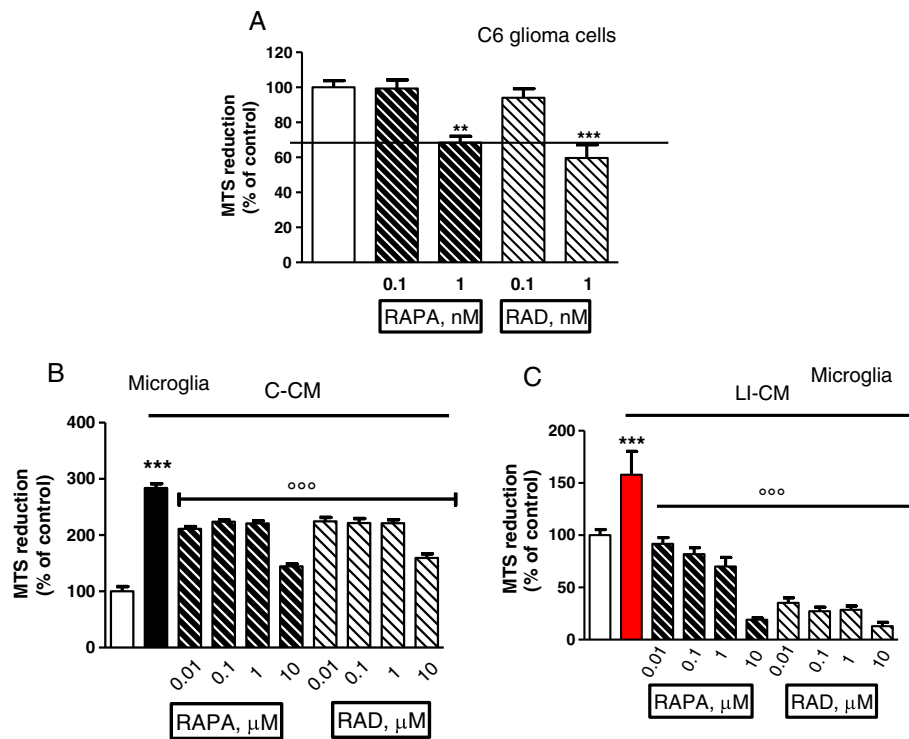 A
C6 glioma cells
MTS reduction
(% of control)
120
100
80
60
40
20
0
**
***
0.1 1 0.1 1
RAPA, nM RAD, nM
B
Microglia
C-CM
MTS reduction
(% of control)
400
300
200
100
0
***
°°°
0.01 0.1 1 10 0.01 0.1 1 10
RAPA, μM RAD, μM
C
Microglia
LI-CM
MTS reduction
(% of control)
200
150
100
50
0
***
°°°
0.01 0.1 1 10 0.01 0.1 1 10
RAPA, μM RAD, μM